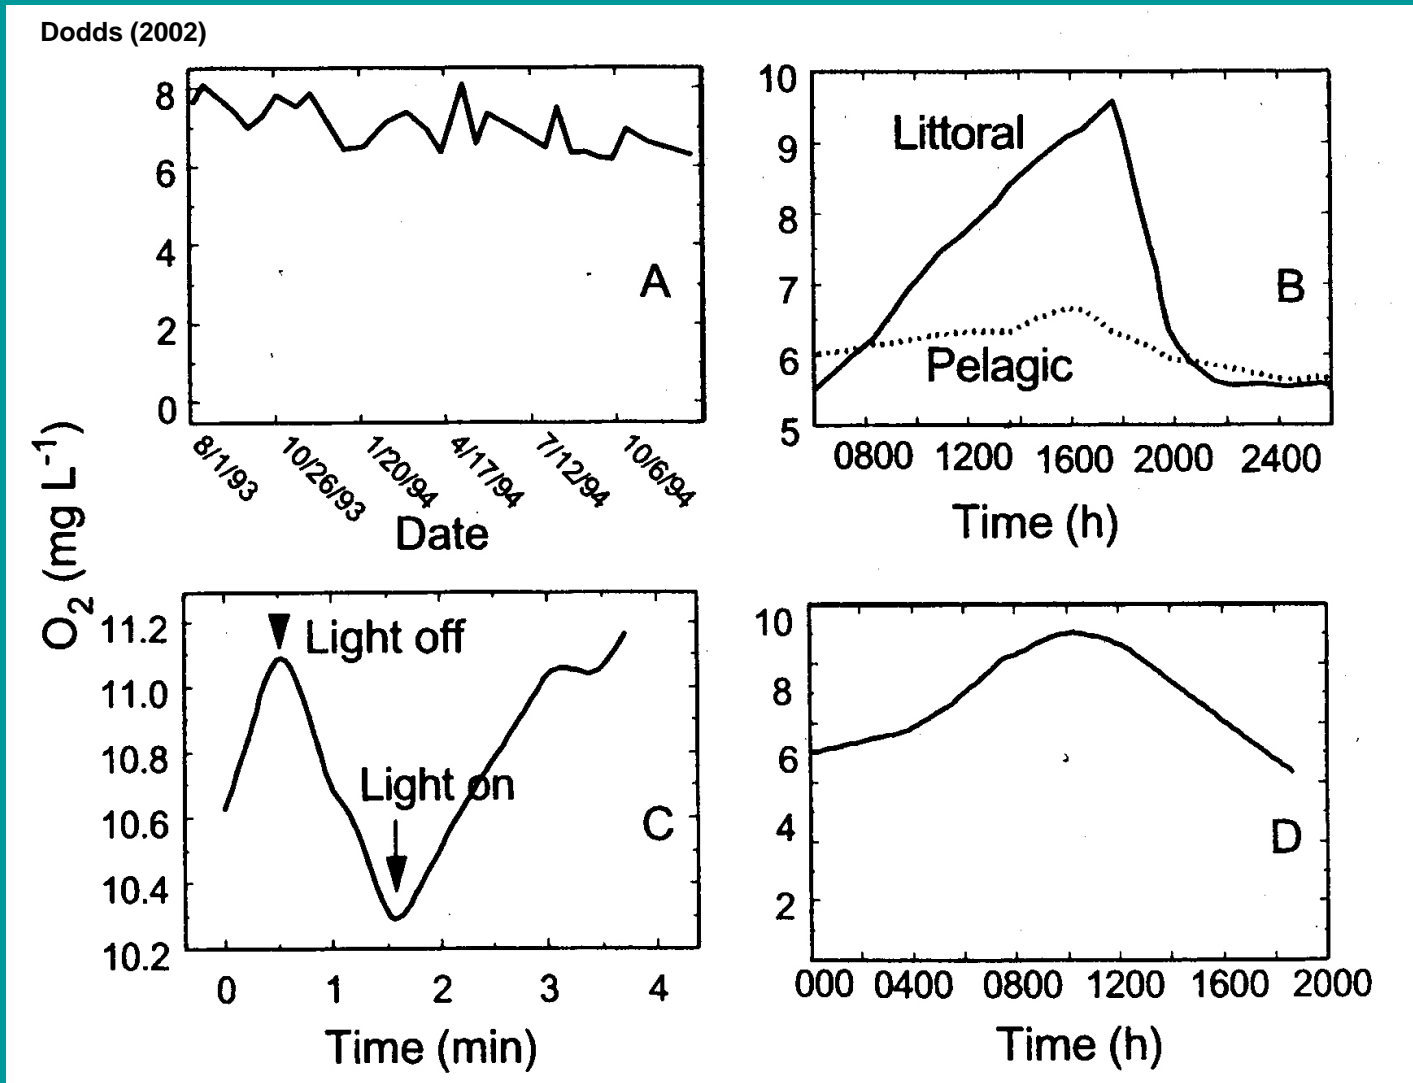 Dodds (2002)
O2 (mg L-1)
8
6
4
2
0
A
8/1/93
10/26/93
1/20/94
4/17/94
7/12/94
10/6/94
Date
10
9
8
7
6
5
Littoral
Pelagic
B
0800 1200 1600 2000 2400
Time (h)
11.2
11.0
10.8
10.6
10.4
10.2
Light off
Light on
C
0 1 2 3 4
Time (min)
10
8
6
4
2
D
000 0400 0800 1200 1600 2000
Time (h)